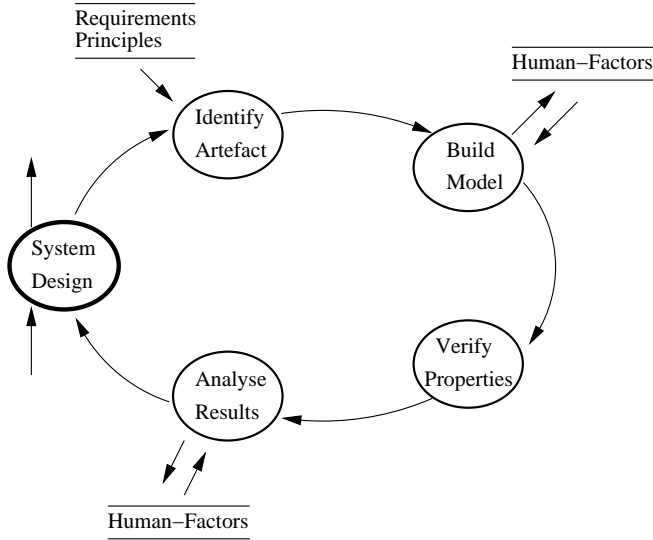 Requirements
Principles
Human−Factors
Identify
Artefact
Build
Model
System
Design
Verify
Properties
Analyse
Results
Human−Factors